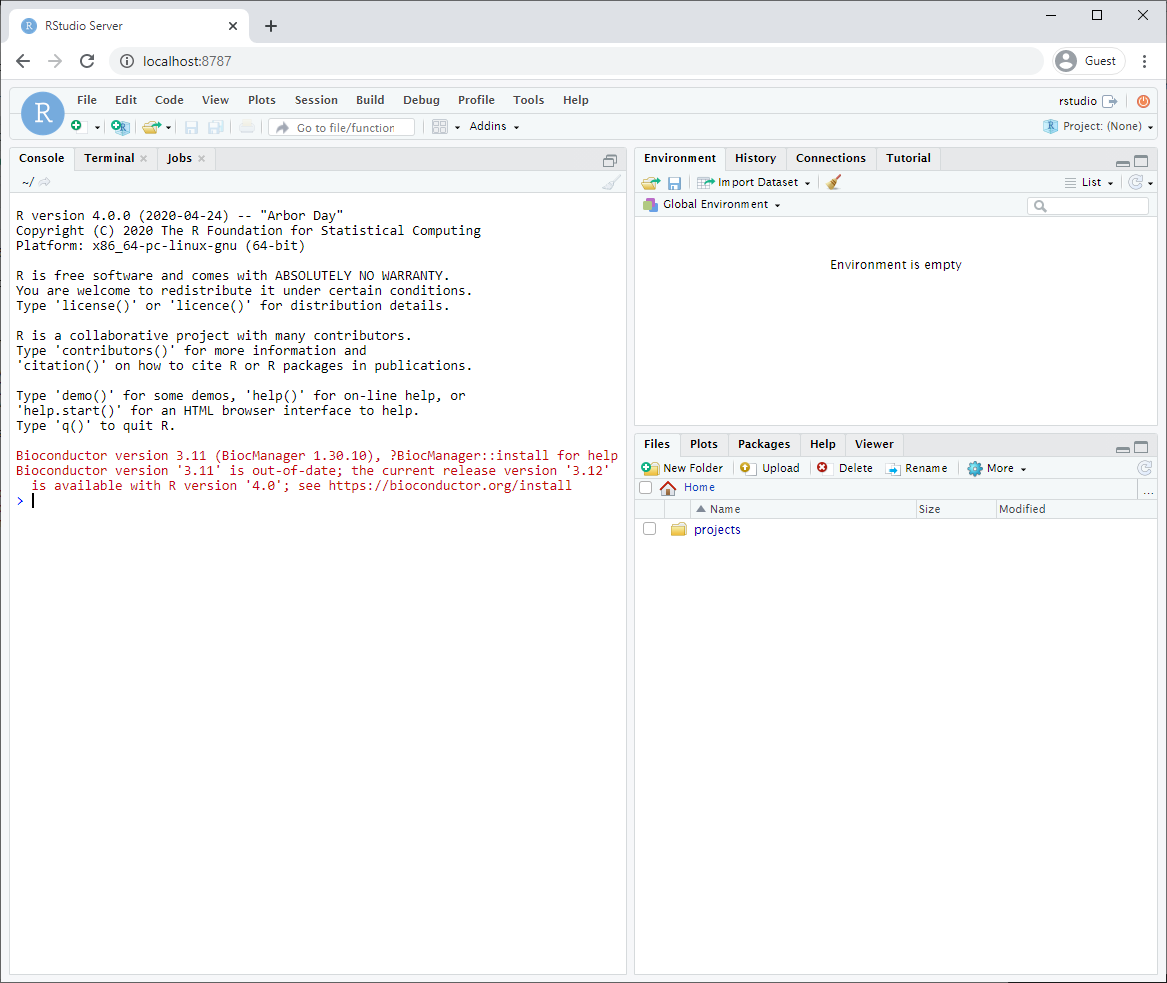 R RStudio Server
localhost:8787
Guest
R
File Edit Code View Plots Session Build Debug Profile Tools Help
rstudio
R Go to file/function Addins
R Project: (None)
Console Terminal Jobs
~/
R version 4.0.0 (2020-04-24) -- "Arbor Day"
Copyright (C) 2020 The R Foundation for Statistical Computing
Platform: x86_64-pc-linux-gnu (64-bit)
R is free software and comes with ABSOLUTELY NO WARRANTY.
You are welcome to redistribute it under certain conditions.
Type 'license()' or 'licence()' for distribution details.
R is a collaborative project with many contributors.
Type 'contributors()' for more information and
'citation()' on how to cite R or R packages in publications.
Type 'demo()' for some demos, 'help()' for on-line help, or
'help.start()' for an HTML browser interface to help.
Type 'q()' to quit R.
Bioconductor version 3.11 (BiocManager 1.30.10), ?BiocManager::install for help
Bioconductor version '3.11' is out-of-date; the current release version '3.12'
is available with R version '4.0'; see https://bioconductor.org/install
>
Environment History Connections Tutorial
Import Dataset List
Global Environment
Environment is empty
Files Plots Packages Help Viewer
New Folder Upload Delete Rename More
Home ...
Name Size Modified
projects